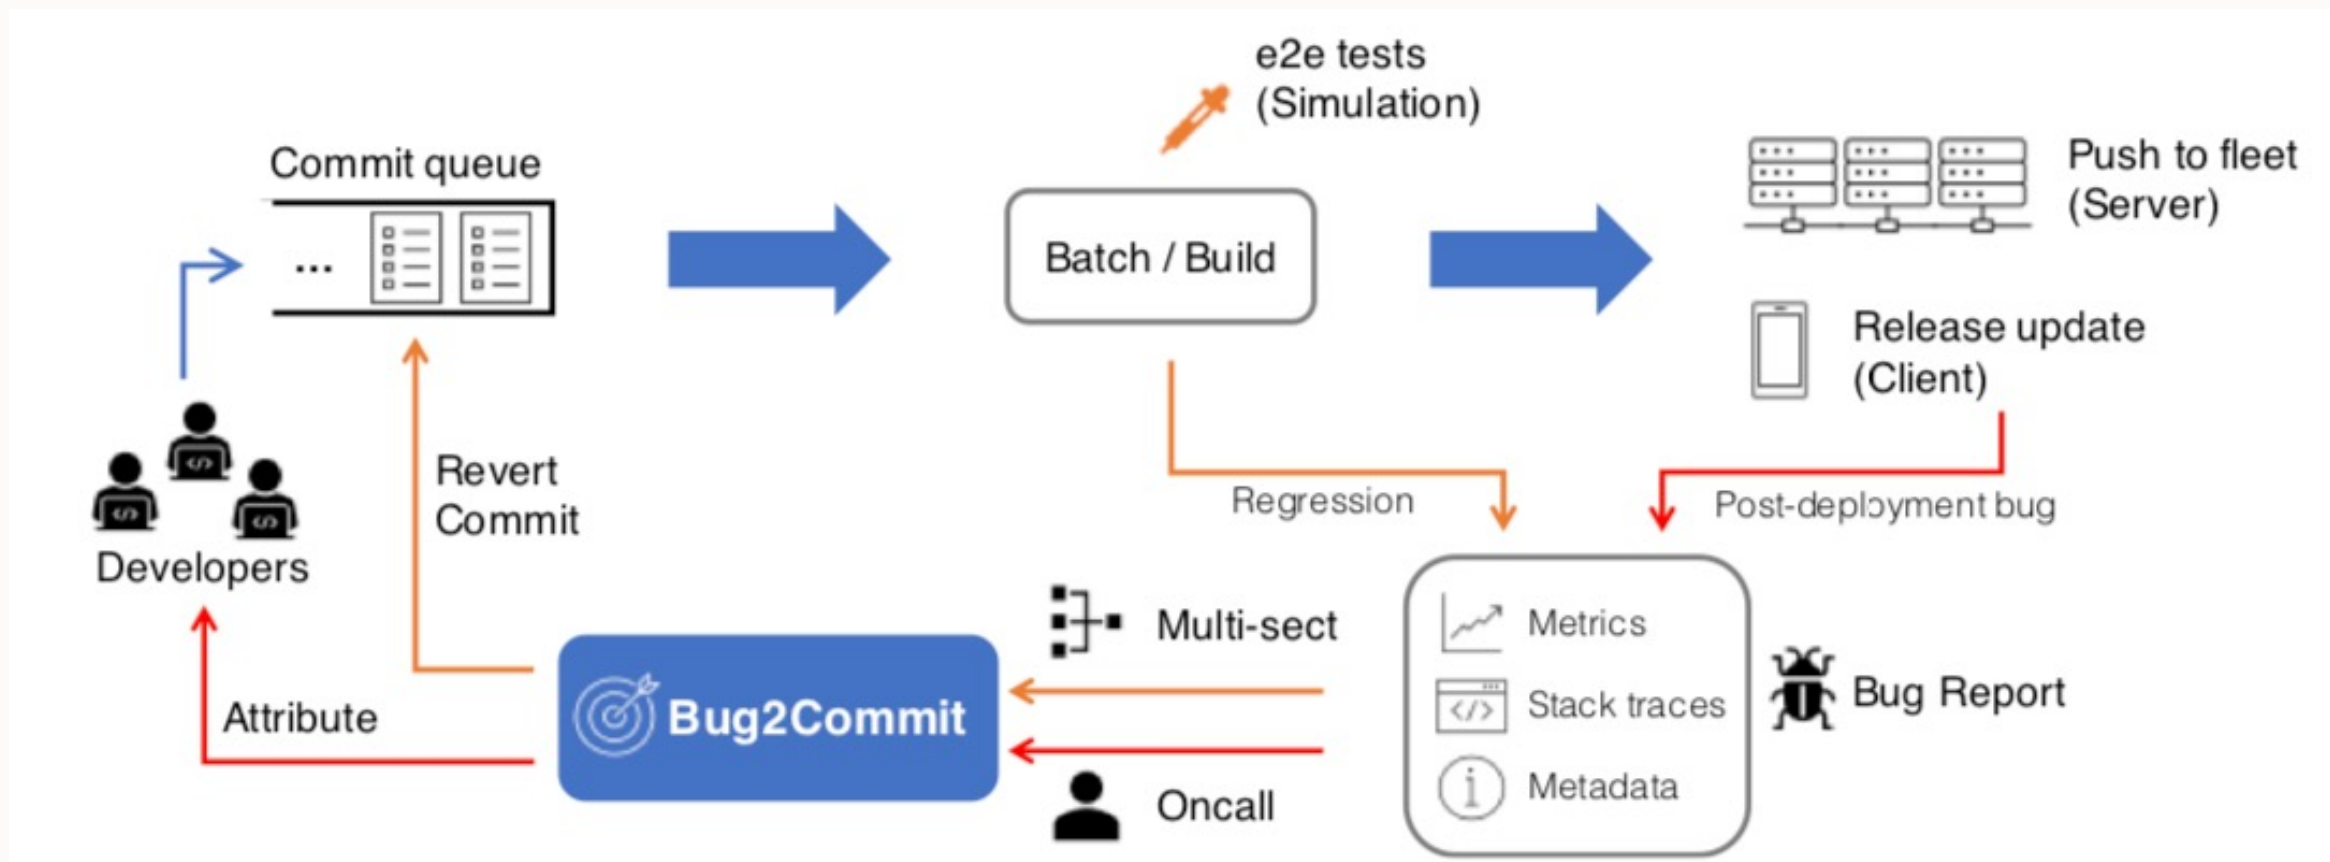 e2e tests
(Simulation)
Commit queue
...
Batch / Build
Push to fleet
(Server)
Release update
(Client)
Revert
Commit
Regression
Post-deployment bug
Developers
Multi-sect
Metrics
Stack traces
Metadata
Bug Report
Attribute
Bug2Commit
Oncall